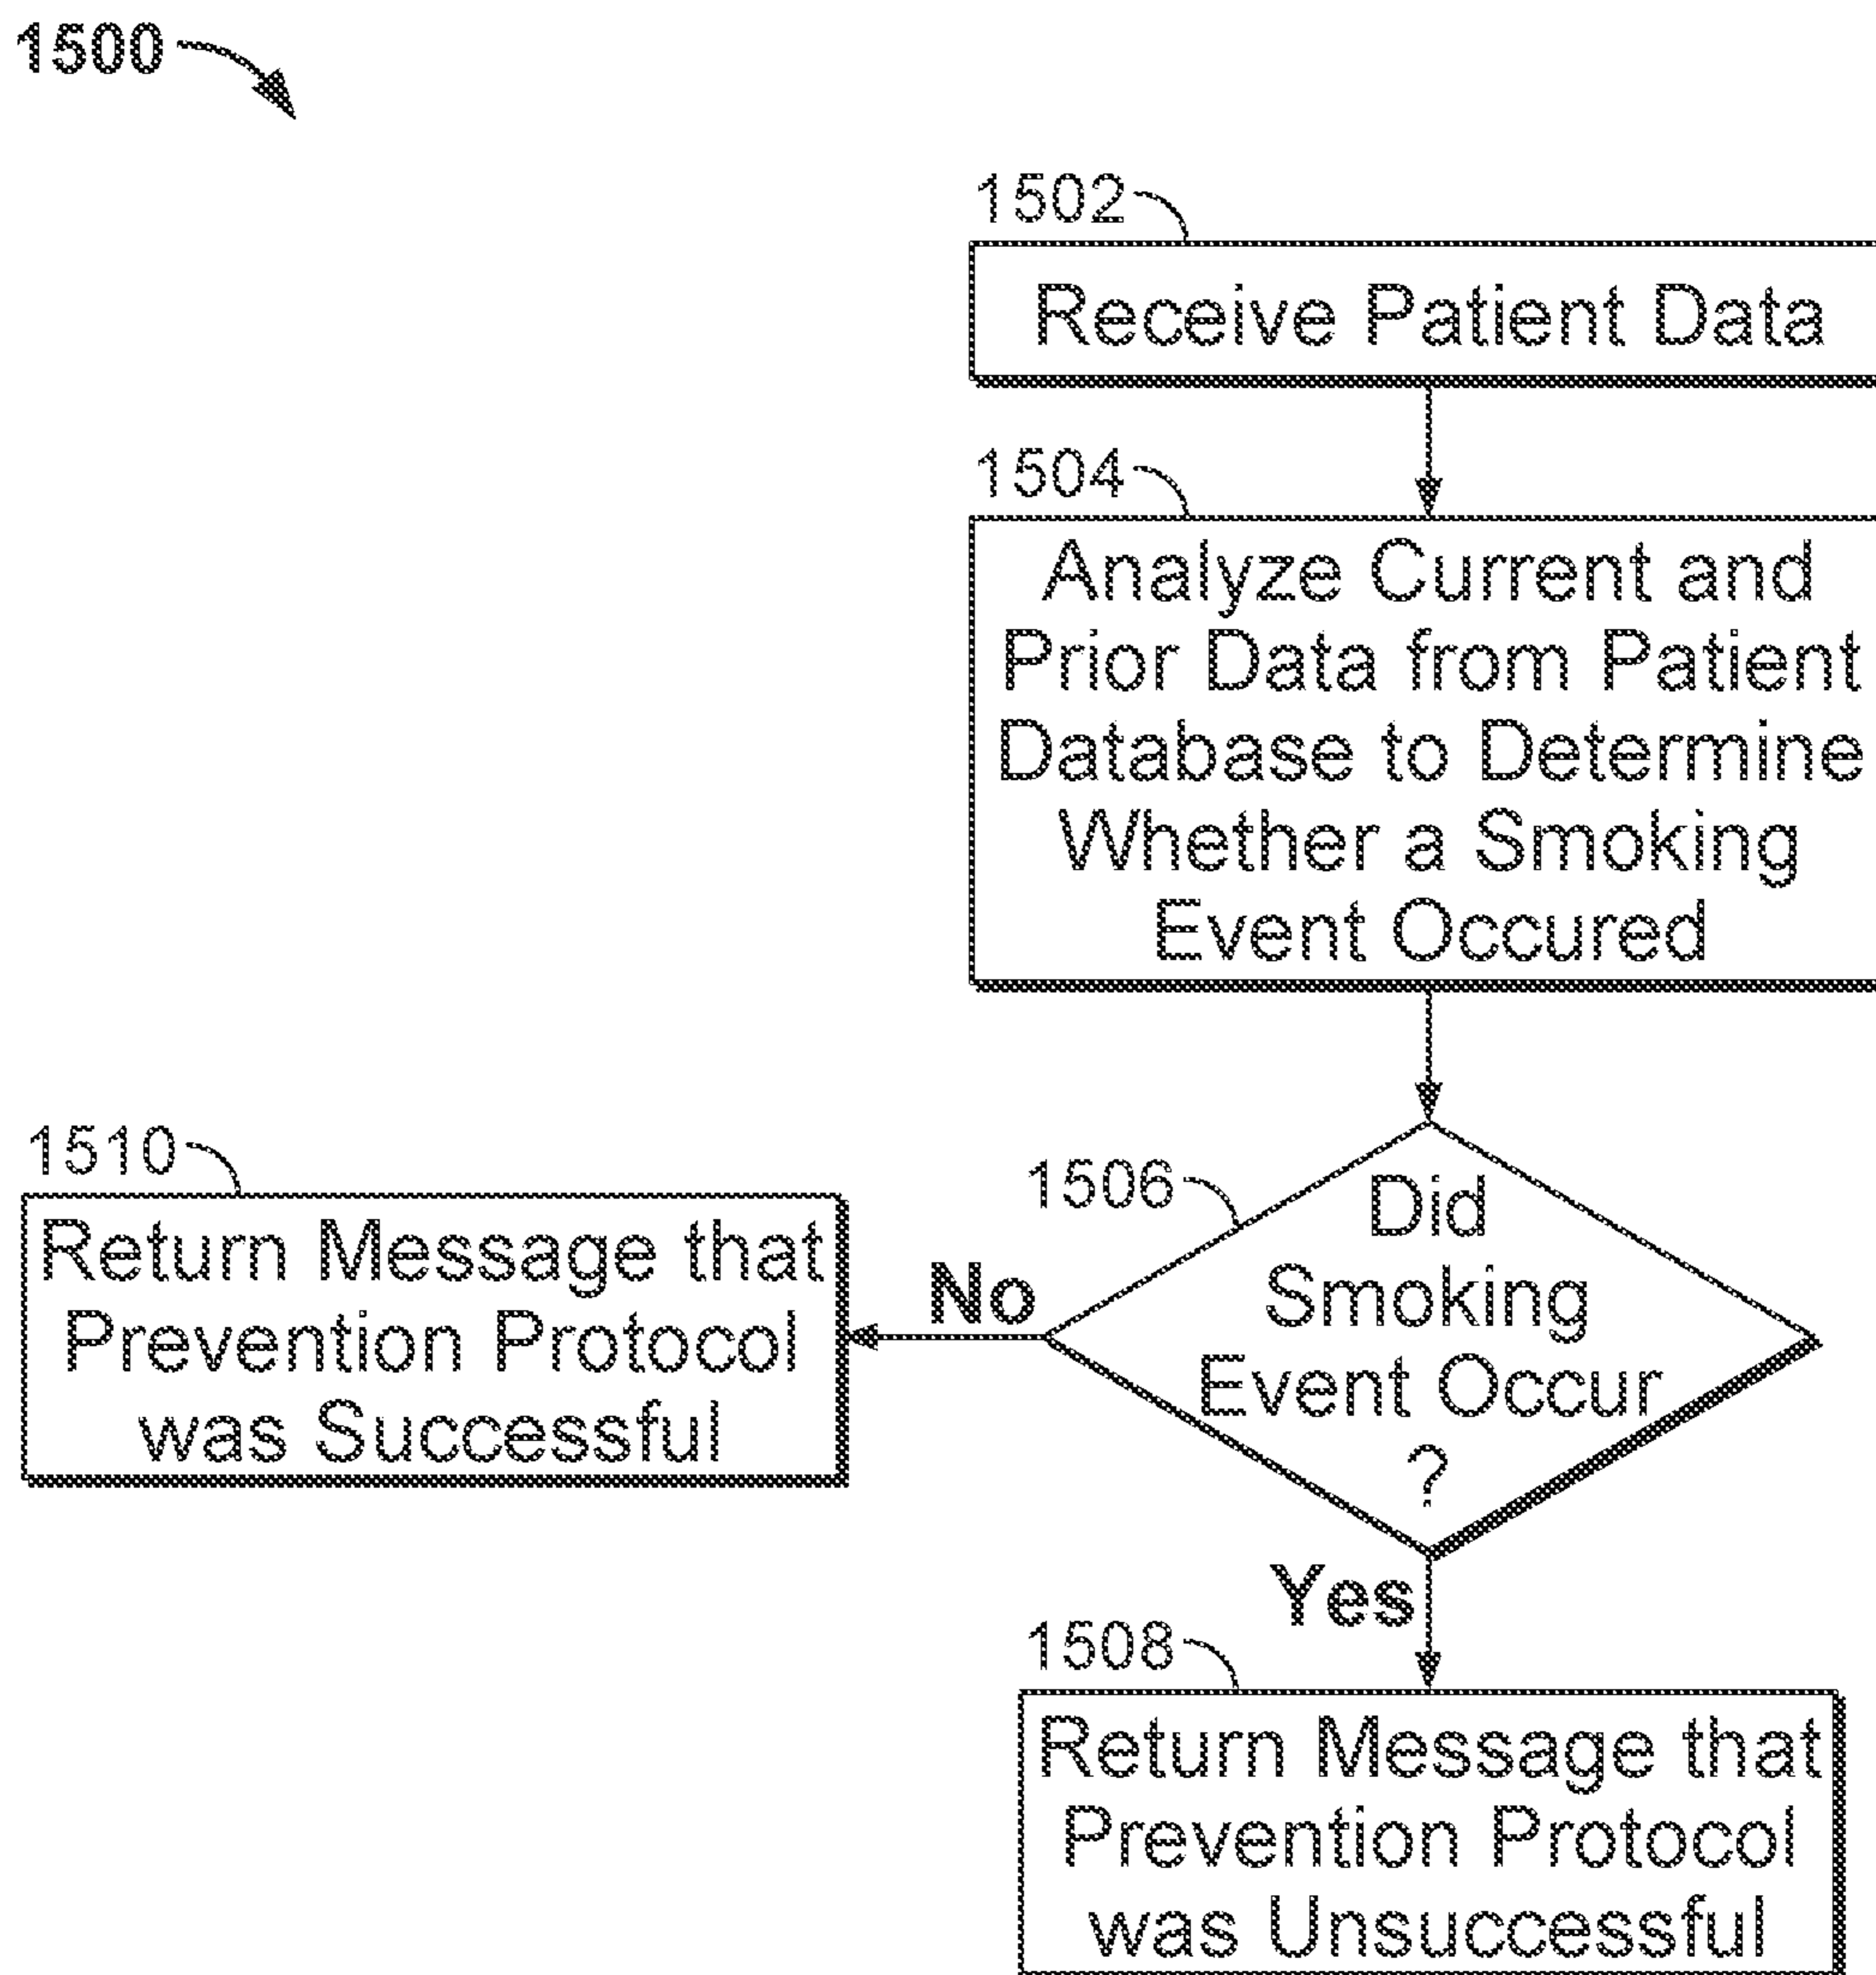 1500
1502
Receive Patient Data
1504
Analyze Current and
Prior Data from Patient
Database to Determine
Whether a Smoking
Event Occured
1506
Did
Smoking
Event Occur
?
No
1510
Return Message that
Prevention Protocol
was Successful
Yes
1508
Return Message that
Prevention Protocol
was Unsuccessful